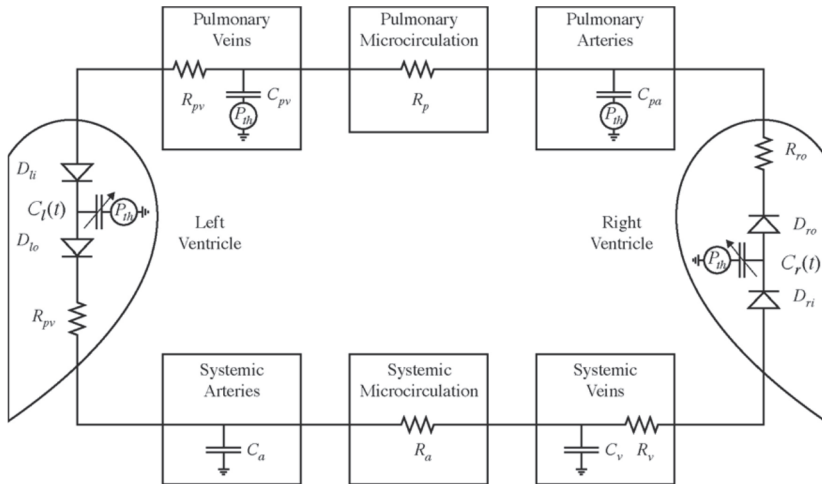 Pulmonary
Veins
Pulmonary
Microcirculation
Pulmonary
Arteries
R_pv
C_pv
P_th
R_p
C_pa
P_th
R_ro
D_li
C_l(t)
P_th
D_lo
Left
Ventricle
Right
Ventricle
D_ro
P_th
C_r(t)
D_ri
R_pv
Systemic
Arteries
Systemic
Microcirculation
Systemic
Veins
C_a
R_a
C_v
R_v